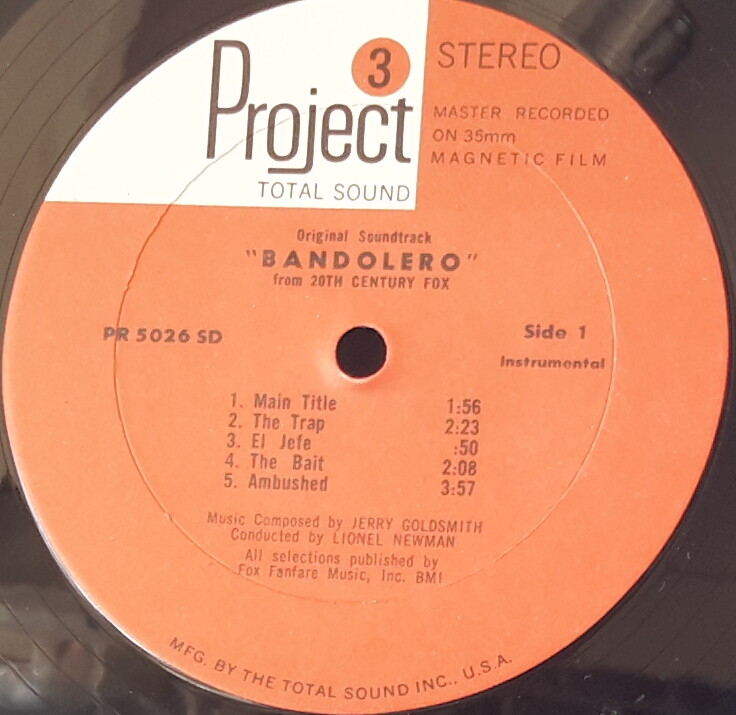 Project 3
TOTAL SOUND
STEREO
MASTER RECORDED
ON 35mm
MAGNETIC FILM
Original Soundtrack
"BANDOLERO"
from 20TH CENTURY FOX
PR 5026 SD
Side 1
Instrumental
1. Main Title 1:56
2. The Trap 2:23
3. El Jefe :50
4. The Bait 2:08
5. Ambushed 3:57
Music Composed by JERRY GOLDSMITH
Conducted by LIONEL NEWMAN
All selections published by
Fox Fanfare Music, Inc. BMI
MFG. BY THE TOTAL SOUND INC., U.S.A.